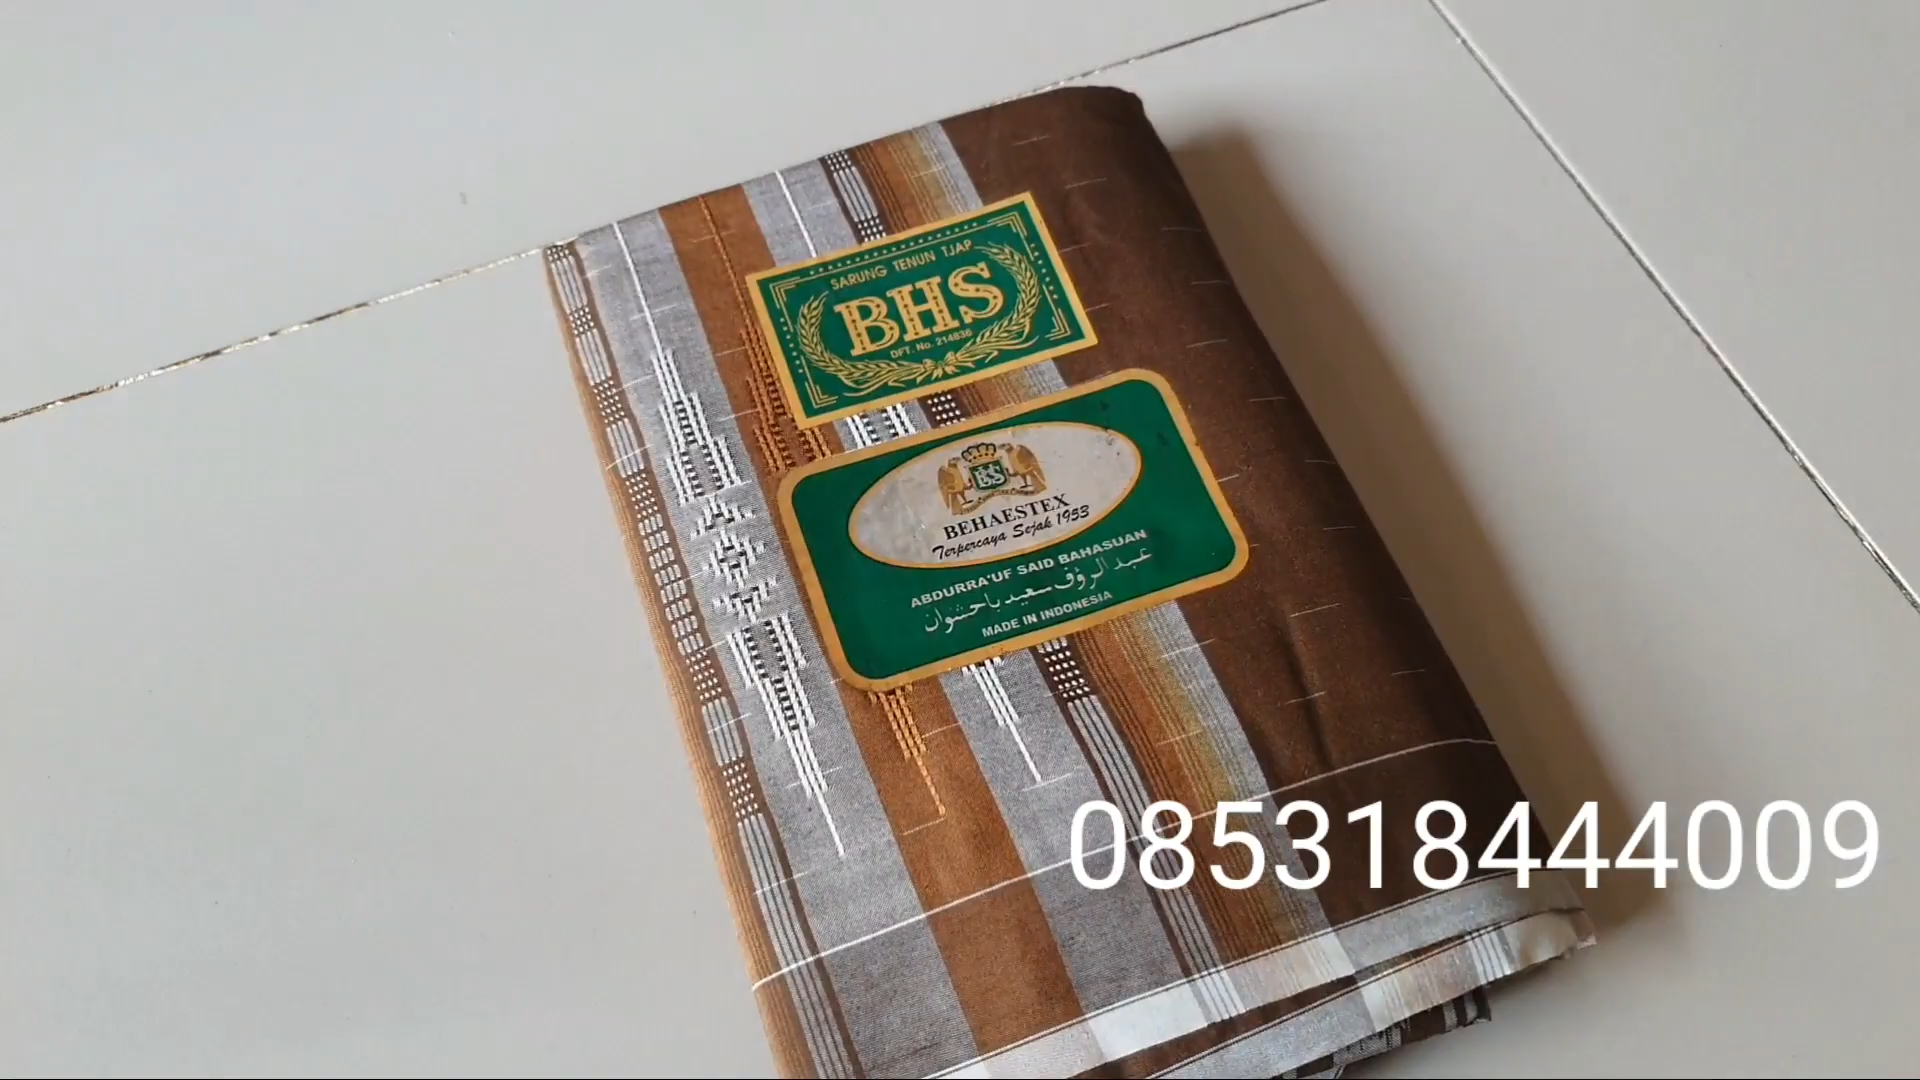 SARUNG TENUN TJAP
BHS
DFT. No. 214836
BHS
BEHAESTEX
Terpercaya Sejak 1953
ABDURRA'UF SAID BAHASUAN
عبد الرؤف سعيد باحشوان
MADE IN INDONESIA
085318444009